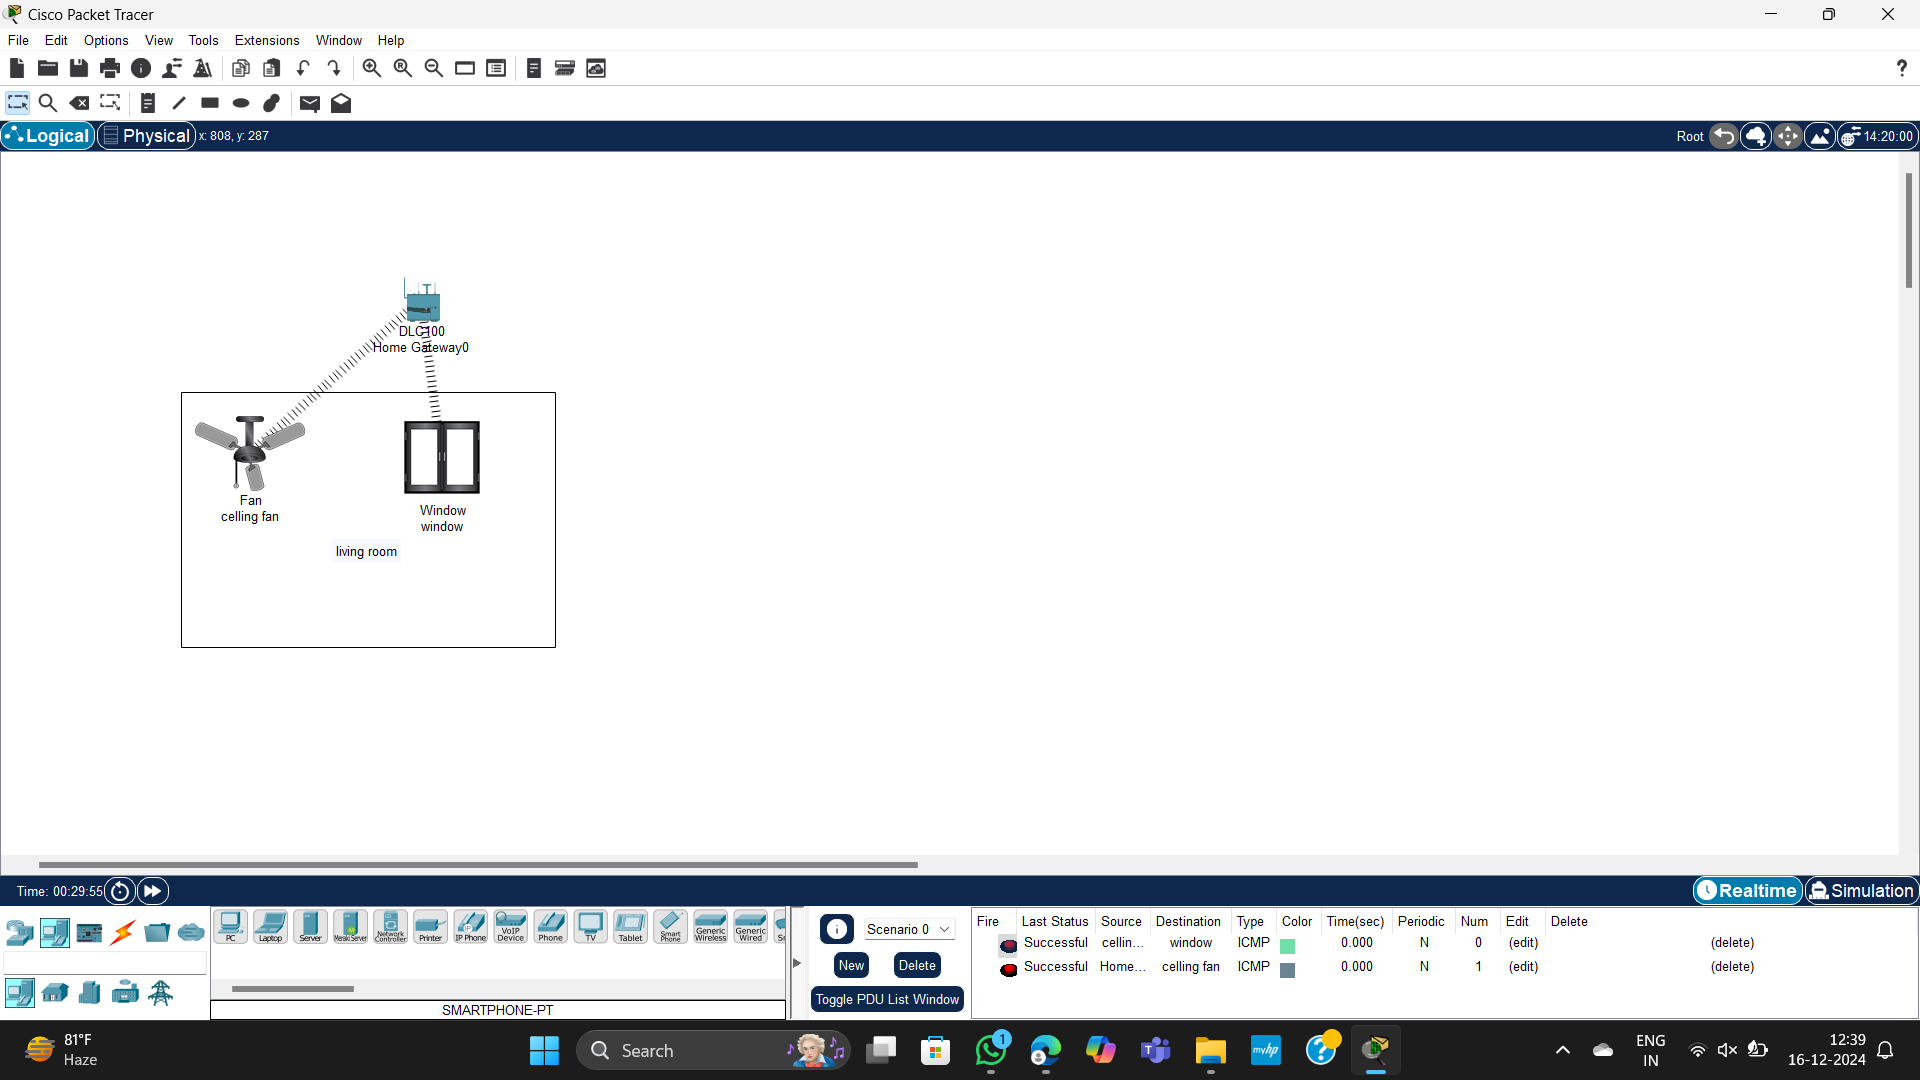 Cisco Packet Tracer
File Edit Options View Tools Extensions Window Help
?
Logical Physical x: 808, y: 287
Root 14:20:00
DLC100
Home Gateway0
Fan
celling fan
Window
window
living room
Time: 00:29:55
Realtime Simulation
PC Laptop Server Meraki Server Network Controller Printer IP Phone VoIP Device Phone TV Tablet Smart Phone Generic Wireless Generic Wired
SMARTPHONE-PT
Scenario 0
New Delete
Toggle PDU List Window
Fire Last Status Source Destination Type Color Time(sec) Periodic Num Edit Delete
Successful cellin... window ICMP 0.000 N 0 (edit) (delete)
Successful Home... celling fan ICMP 0.000 N 1 (edit) (delete)
81°F
Haze
Search
1
myhp
ENG
IN
12:39
16-12-2024